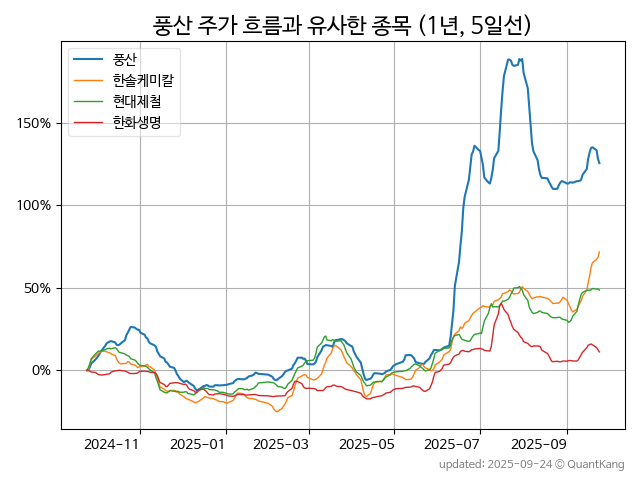 풍산 주가 흐름과 유사한 종목 (1년, 5일선)
풍산
한솔케미칼
현대제철
한화생명
150%
100%
50%
0%
2024-11 2025-01 2025-03 2025-05 2025-07 2025-09
updated: 2025-09-24 © QuantKang